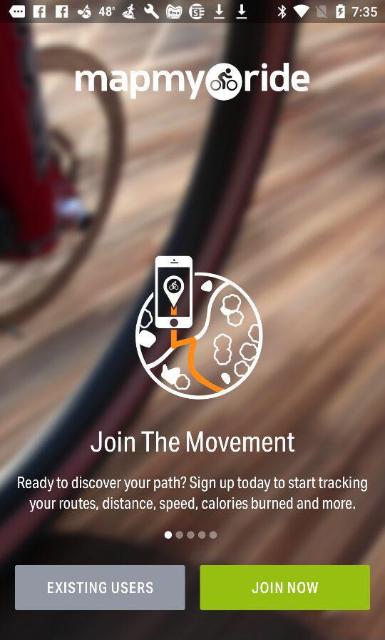 48°
7:35
mapmyride
Join The Movement
Ready to discover your path? Sign up today to start tracking
your routes, distance, speed, calories burned and more.
EXISTING USERS
JOIN NOW